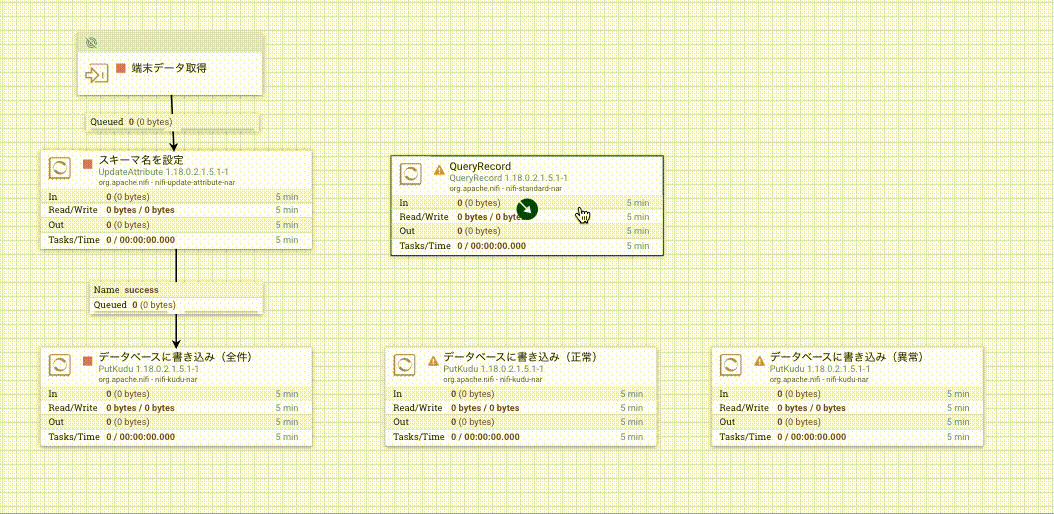 端末データ取得
Queued 0 (0 bytes)
スキーマ名を設定
UpdateAttribute 1.18.0.2.1.5.1-1
org.apache.nifi - nifi-update-attribute-nar
In 0 (0 bytes) 5 min
Read/Write 0 bytes / 0 bytes 5 min
Out 0 (0 bytes) 5 min
Tasks/Time 0 / 00:00:00.000 5 min
QueryRecord
QueryRecord 1.18.0.2.1.5.1-1
org.apache.nifi - nifi-standard-nar
In 0 (0 bytes) 5 min
Read/Write 0 bytes / 0 5 min
Out 0 (0 bytes) 5 min
Tasks/Time 0 / 00:00:00.000 5 min
Name success
Queued 0 (0 bytes)
データベースに書き込み（全件）
PutKudu 1.18.0.2.1.5.1-1
org.apache.nifi - nifi-kudu-nar
In 0 (0 bytes) 5 min
Read/Write 0 bytes / 0 bytes 5 min
Out 0 (0 bytes) 5 min
Tasks/Time 0 / 00:00:00.000 5 min
データベースに書き込み（正常）
PutKudu 1.18.0.2.1.5.1-1
org.apache.nifi - nifi-kudu-nar
In 0 (0 bytes) 5 min
Read/Write 0 bytes / 0 bytes 5 min
Out 0 (0 bytes) 5 min
Tasks/Time 0 / 00:00:00.000 5 min
データベースに書き込み（異常）
PutKudu 1.18.0.2.1.5.1-1
org.apache.nifi - nifi-kudu-nar
In 0 (0 bytes) 5 min
Read/Write 0 bytes / 0 bytes 5 min
Out 0 (0 bytes) 5 min
Tasks/Time 0 / 00:00:00.000 5 min